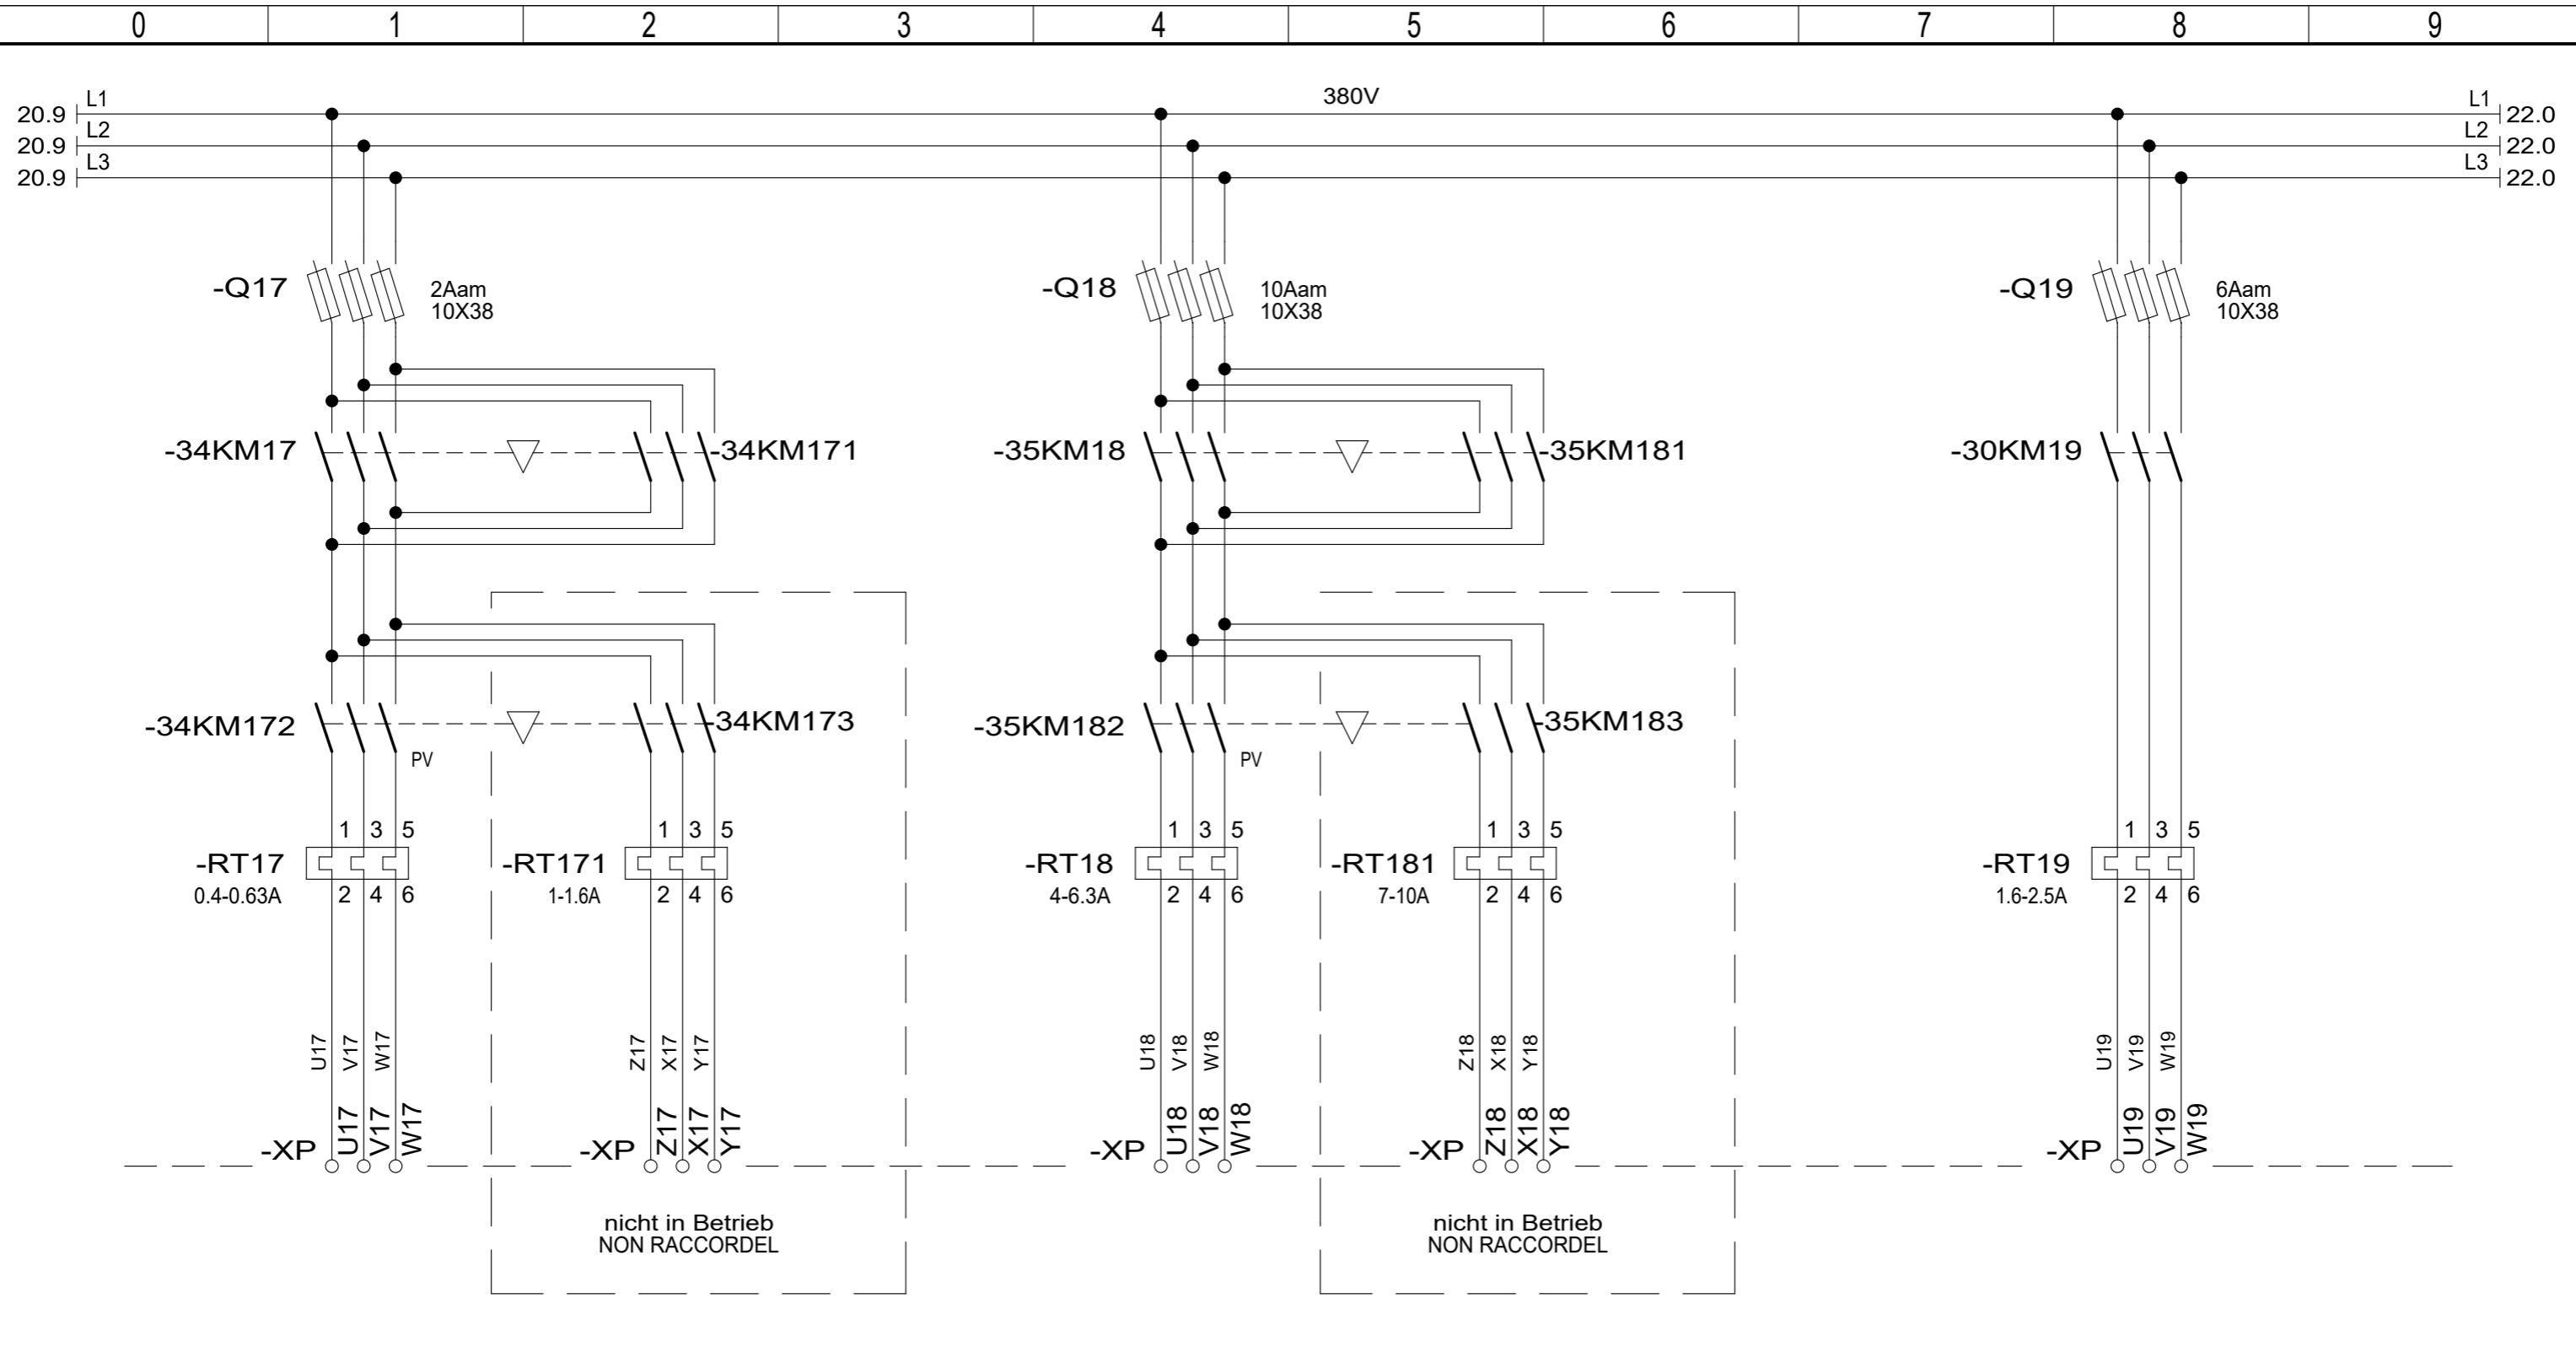 0 1 2 3 4 5 6 7 8 9
L1 380V L1
20.9 22.0
L2 L2
20.9 22.0
L3 L3
20.9 22.0
-Q17 2Aam -Q18 10Aam -Q19 6Aam
10X38 10X38 10X38
-34KM17 -34KM171 -35KM18 -35KM181 -30KM19
-34KM172 -34KM173 -35KM182 -35KM183
PV PV
1 3 5 1 3 5 1 3 5 1 3 5 1 3 5
-RT17 -RT171 -RT18 -RT181 -RT19
0.4-0.63A 2 4 6 1-1.6A 2 4 6 4-6.3A 2 4 6 7-10A 2 4 6 1.6-2.5A 2 4 6
U17 V17 W17 Z17 X17 Y17 U18 V18 W18 Z18 X18 Y18 U19 V19 W19
-XP U17 V17 W17 -XP Z17 X17 Y17 -XP U18 V18 W18 -XP Z18 X18 Y18 -XP U19 V19 W19
nicht in Betrieb nicht in Betrieb
NON RACCORDEL NON RACCORDEL